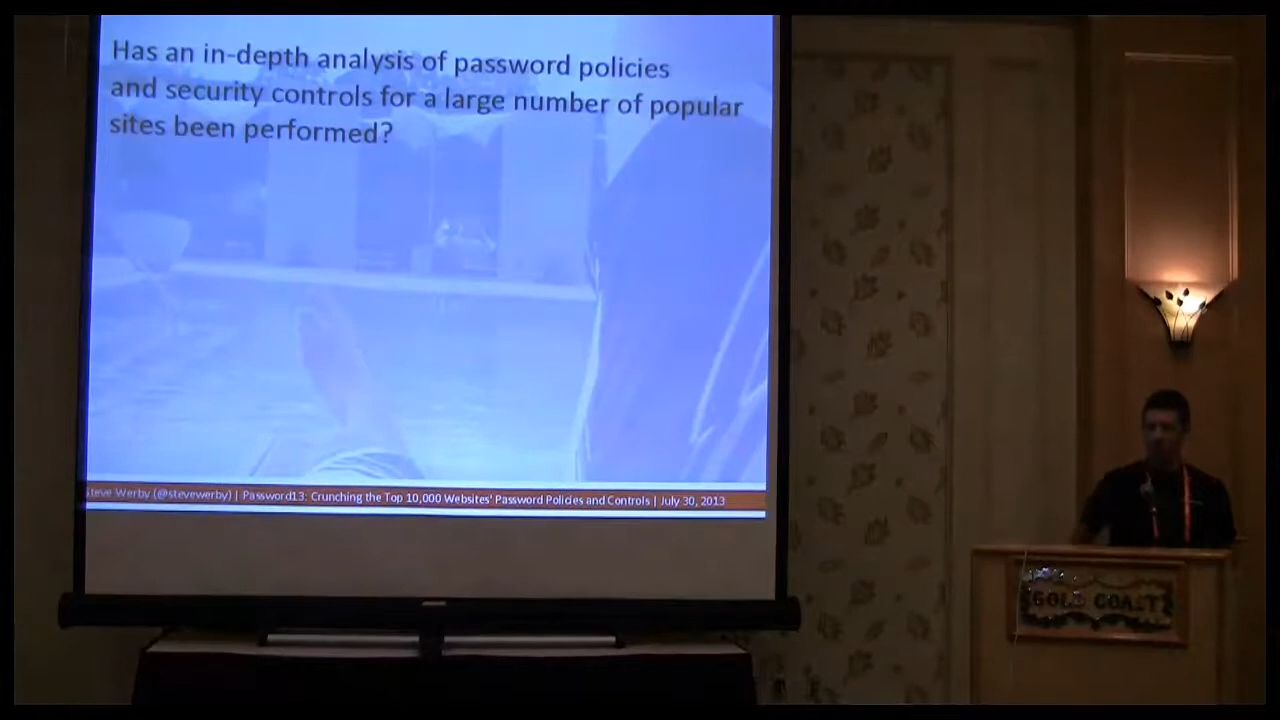 Has an in-depth analysis of password policies
and security controls for a large number of popular
sites been performed?
Steve Werby (@stevewerby) | Password13: Crunching the Top 10,000 Websites' Password Policies and Controls | July 30, 2013
GOLD COAST